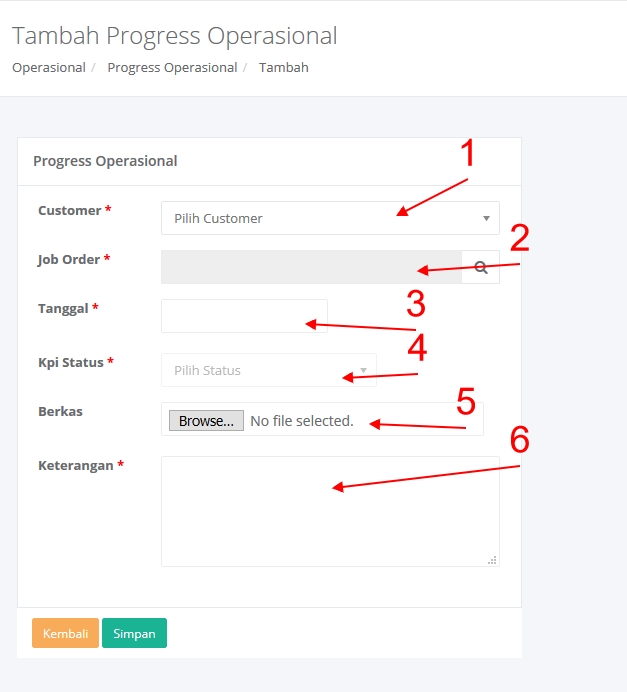 Tambah Progress Operasional
Operasional / Progress Operasional / Tambah
Progress Operasional
1
Customer *
Pilih Customer
2
Job Order *
3
Tanggal *
4
Kpi Status *
Pilih Status
5
Berkas
Browse... No file selected.
6
Keterangan *
Kembali Simpan